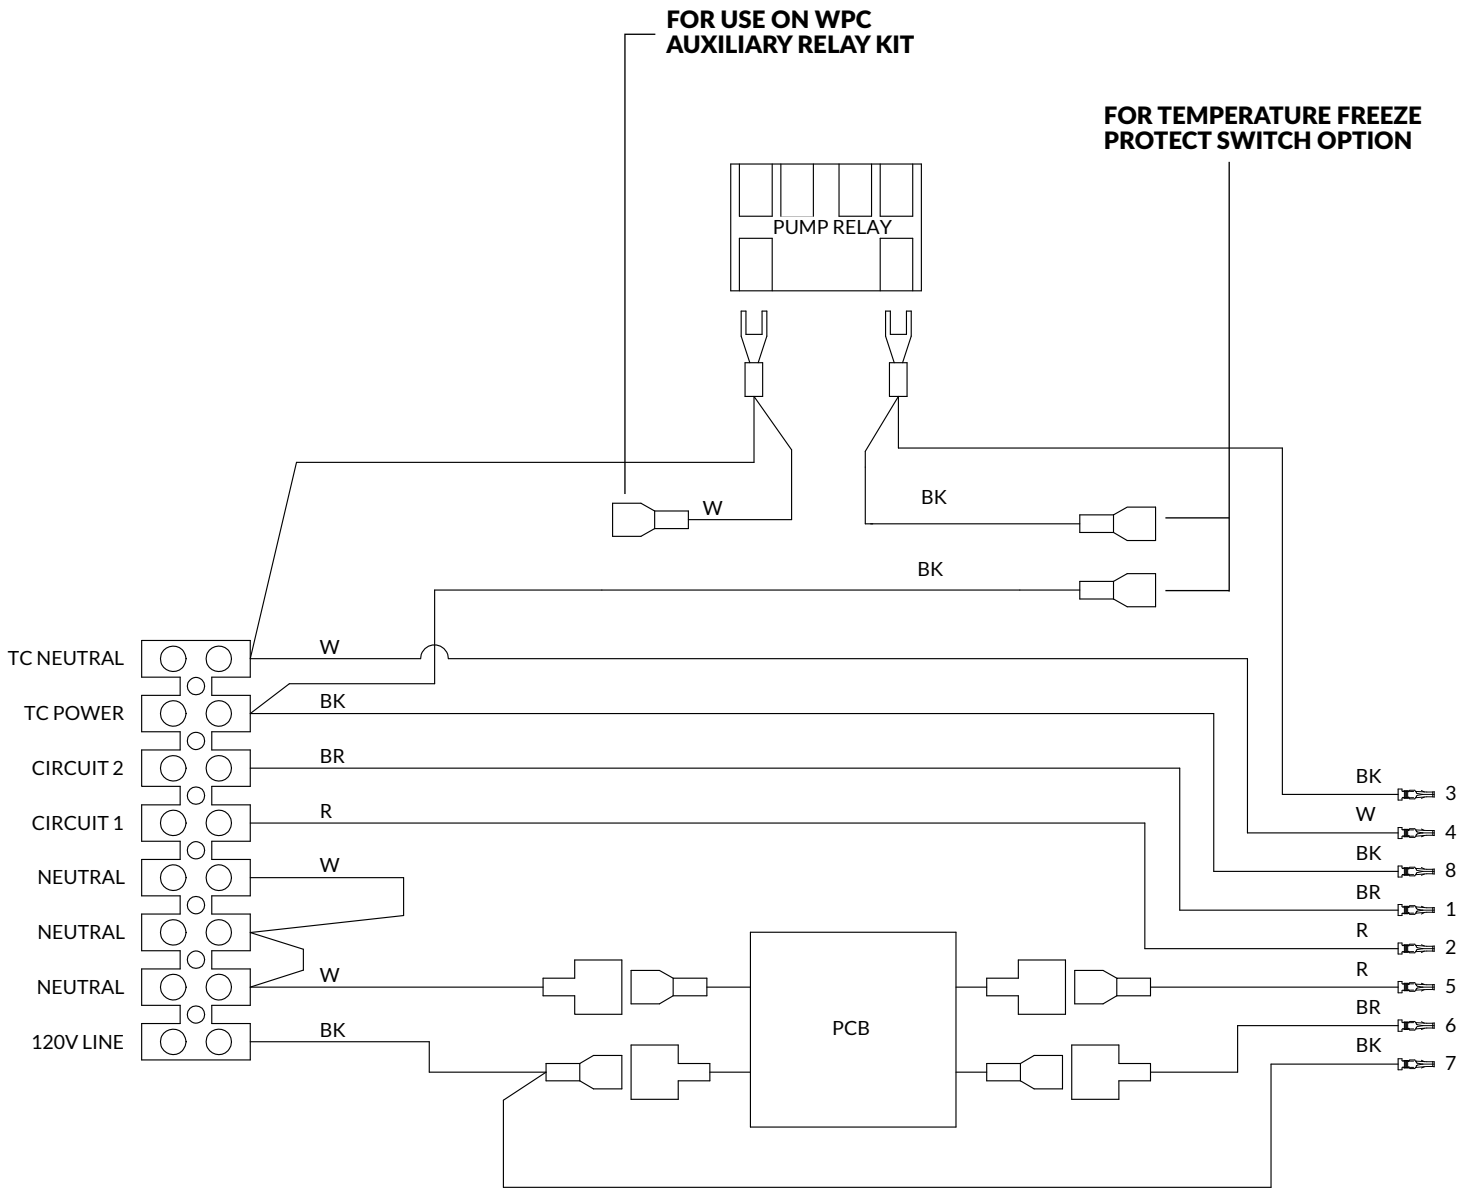 FOR USE ON WPC
AUXILIARY RELAY KIT
FOR TEMPERATURE FREEZE
PROTECT SWITCH OPTION
PUMP RELAY
W
BK
BK
TC NEUTRAL
W
TC POWER
BK
CIRCUIT 2
BR
CIRCUIT 1
R
NEUTRAL
W
NEUTRAL
NEUTRAL
W
120V LINE
BK
PCB
BK 3
W 4
BK 8
BR 1
R 2
R 5
BR 6
BK 7